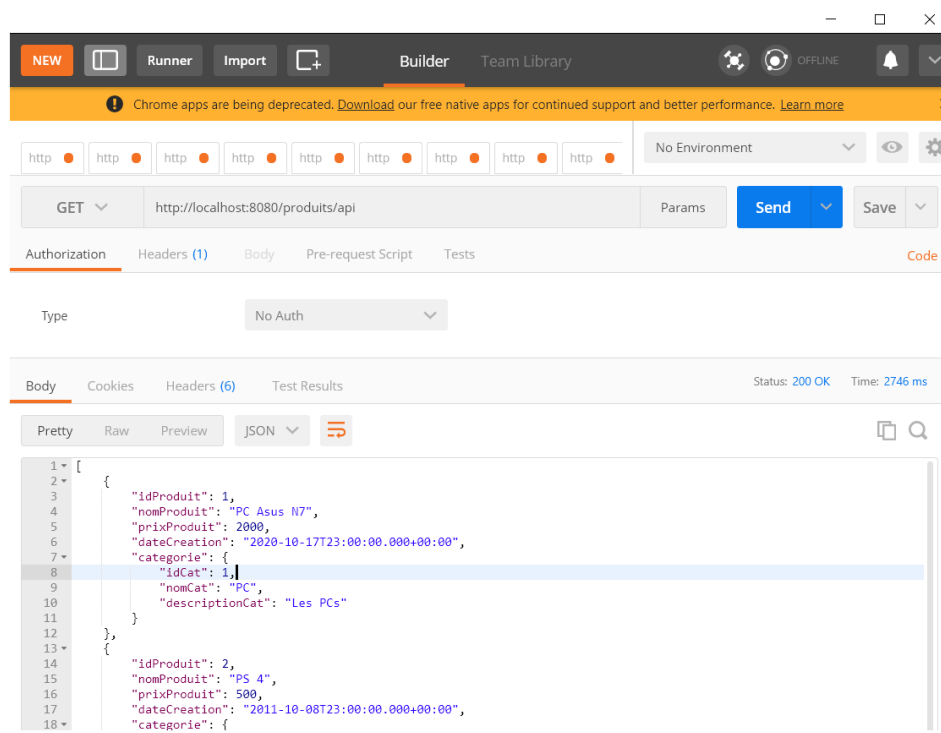 NEW Runner Import Builder Team Library OFFLINE
! Chrome apps are being deprecated. Download our free native apps for continued support and better performance. Learn more
http http http http http http http http http No Environment
GET http://localhost:8080/produits/api Params Send Save
Authorization Headers (1) Body Pre-request Script Tests Code
Type No Auth
Body Cookies Headers (6) Test Results Status: 200 OK Time: 2746 ms
Pretty Raw Preview JSON
1 [
2 {
3 "idProduit": 1,
4 "nomProduit": "PC Asus N7",
5 "prixProduit": 2000,
6 "dateCreation": "2020-10-17T23:00:00.000+00:00",
7 "categorie": {
8 "idCat": 1,
9 "nomCat": "PC",
10 "descriptionCat": "Les PCs"
11 }
12 },
13 {
14 "idProduit": 2,
15 "nomProduit": "PS 4",
16 "prixProduit": 500,
17 "dateCreation": "2011-10-08T23:00:00.000+00:00",
18 "categorie": {